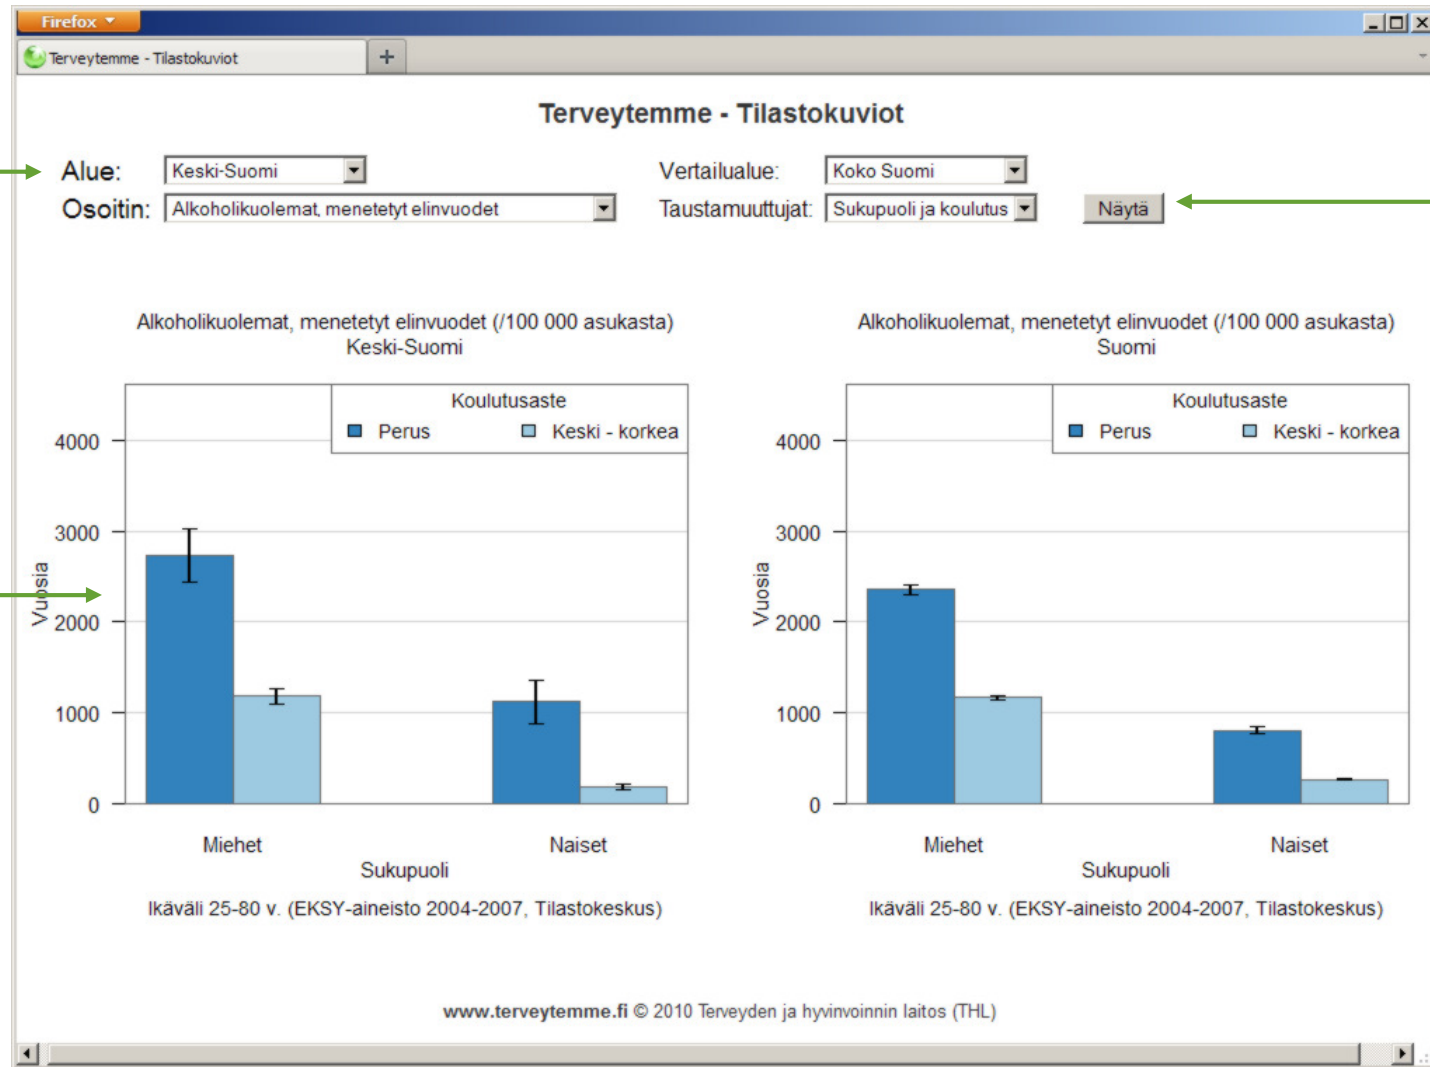 Firefox
Terveytemme - Tilastokuviot
Terveytemme - Tilastokuviot
Alue: Keski-Suomi Vertailualue: Koko Suomi
Osoitin: Alkoholikuolemat, menetetyt elinvuodet Taustamuuttujat: Sukupuoli ja koulutus Näytä
Alkoholikuolemat, menetetyt elinvuodet (/100 000 asukasta)
Keski-Suomi
Koulutusaste
Perus Keski - korkea
4000
3000
2000
1000
0
Vuosia
Miehet Naiset
Sukupuoli
Ikäväli 25-80 v. (EKSY-aineisto 2004-2007, Tilastokeskus)
Alkoholikuolemat, menetetyt elinvuodet (/100 000 asukasta)
Suomi
Koulutusaste
Perus Keski - korkea
4000
3000
2000
1000
0
Vuosia
Miehet Naiset
Sukupuoli
Ikäväli 25-80 v. (EKSY-aineisto 2004-2007, Tilastokeskus)
www.terveytemme.fi © 2010 Terveyden ja hyvinvoinnin laitos (THL)